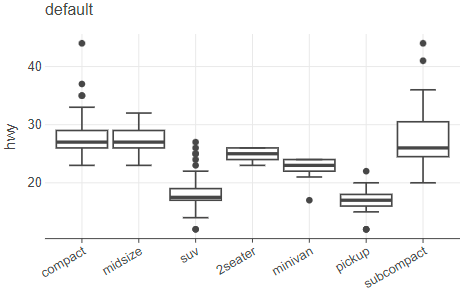 default
hwy
40
30
20
compact
midsize
suv
2seater
minivan
pickup
subcompact